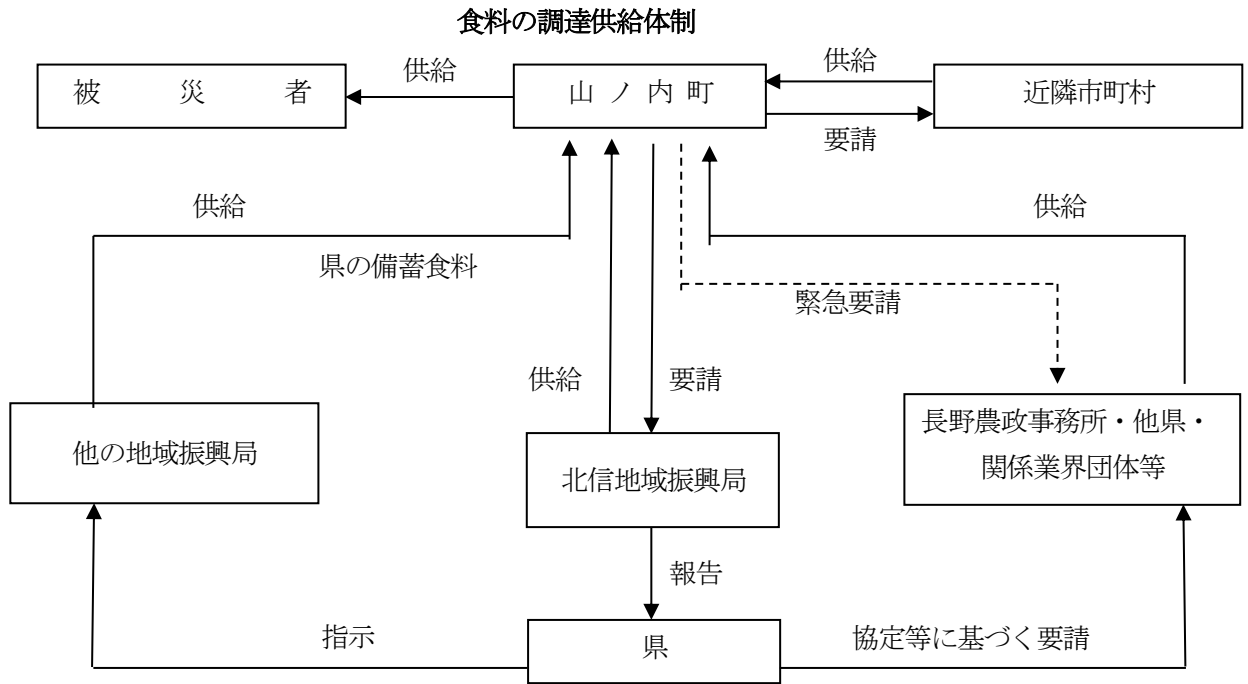 食料の調達供給体制
被災者
供給
山ノ内町
供給
要請
近隣市町村
供給
県の備蓄食料
供給
緊急要請
供給
要請
他の地域振興局
北信地域振興局
長野農政事務所・他県・
関係業界団体等
報告
指示
県
協定等に基づく要請